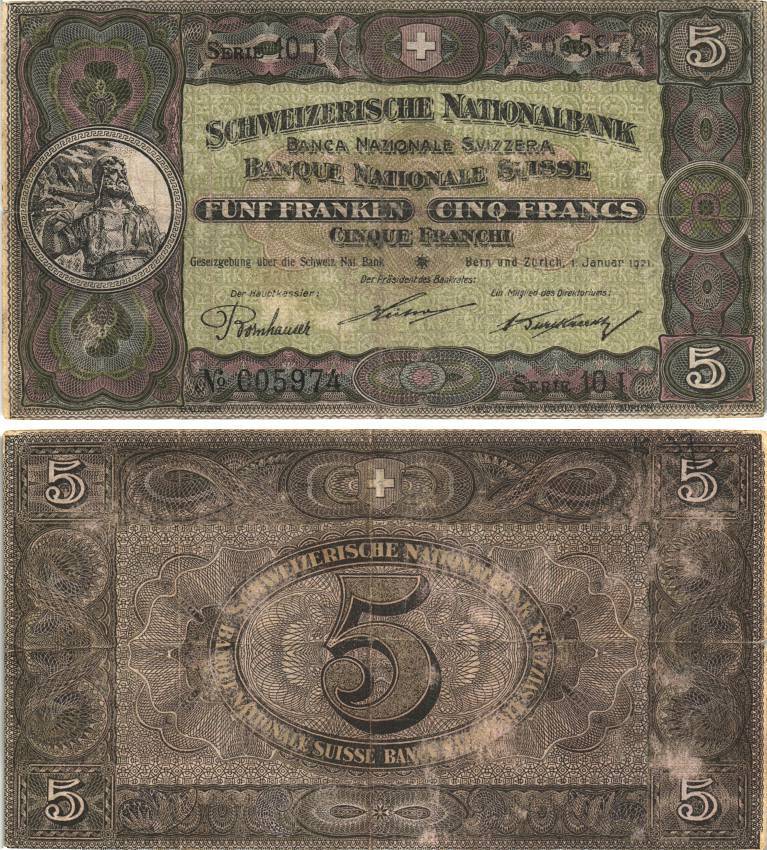 SERIE 10 J № 005974
5
SCHWEIZERISCHE NATIONALBANK
BANCA NAZIONALE SVIZZERA
BANQUE NATIONALE SUISSE
FÜNF FRANKEN CINQ FRANCS
CINQUE FRANCHI
Gesetzgebung über die Schweiz. Nat. Bank Bern und Zürich, 1. Januar 1921.
Der Präsident des Bankrates:
Der Hauptkassier: Ein Mitglied des Direktoriums:
Bornhauser
№ 005974 SERIE 10 J
5
5 5
SCHWEIZERISCHE NATIONALBANK
5
BANQUE NATIONALE SUISSE BANCA
5 5